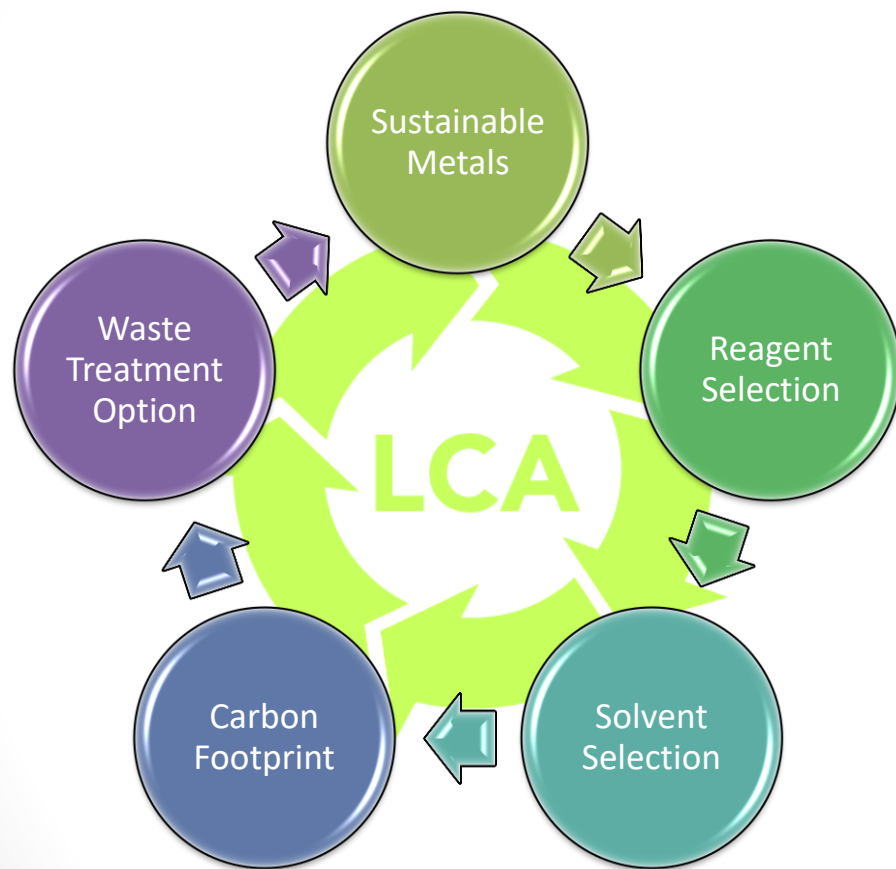 Sustainable
Metals
Reagent
Selection
Solvent
Selection
Carbon
Footprint
Waste
Treatment
Option
LCA